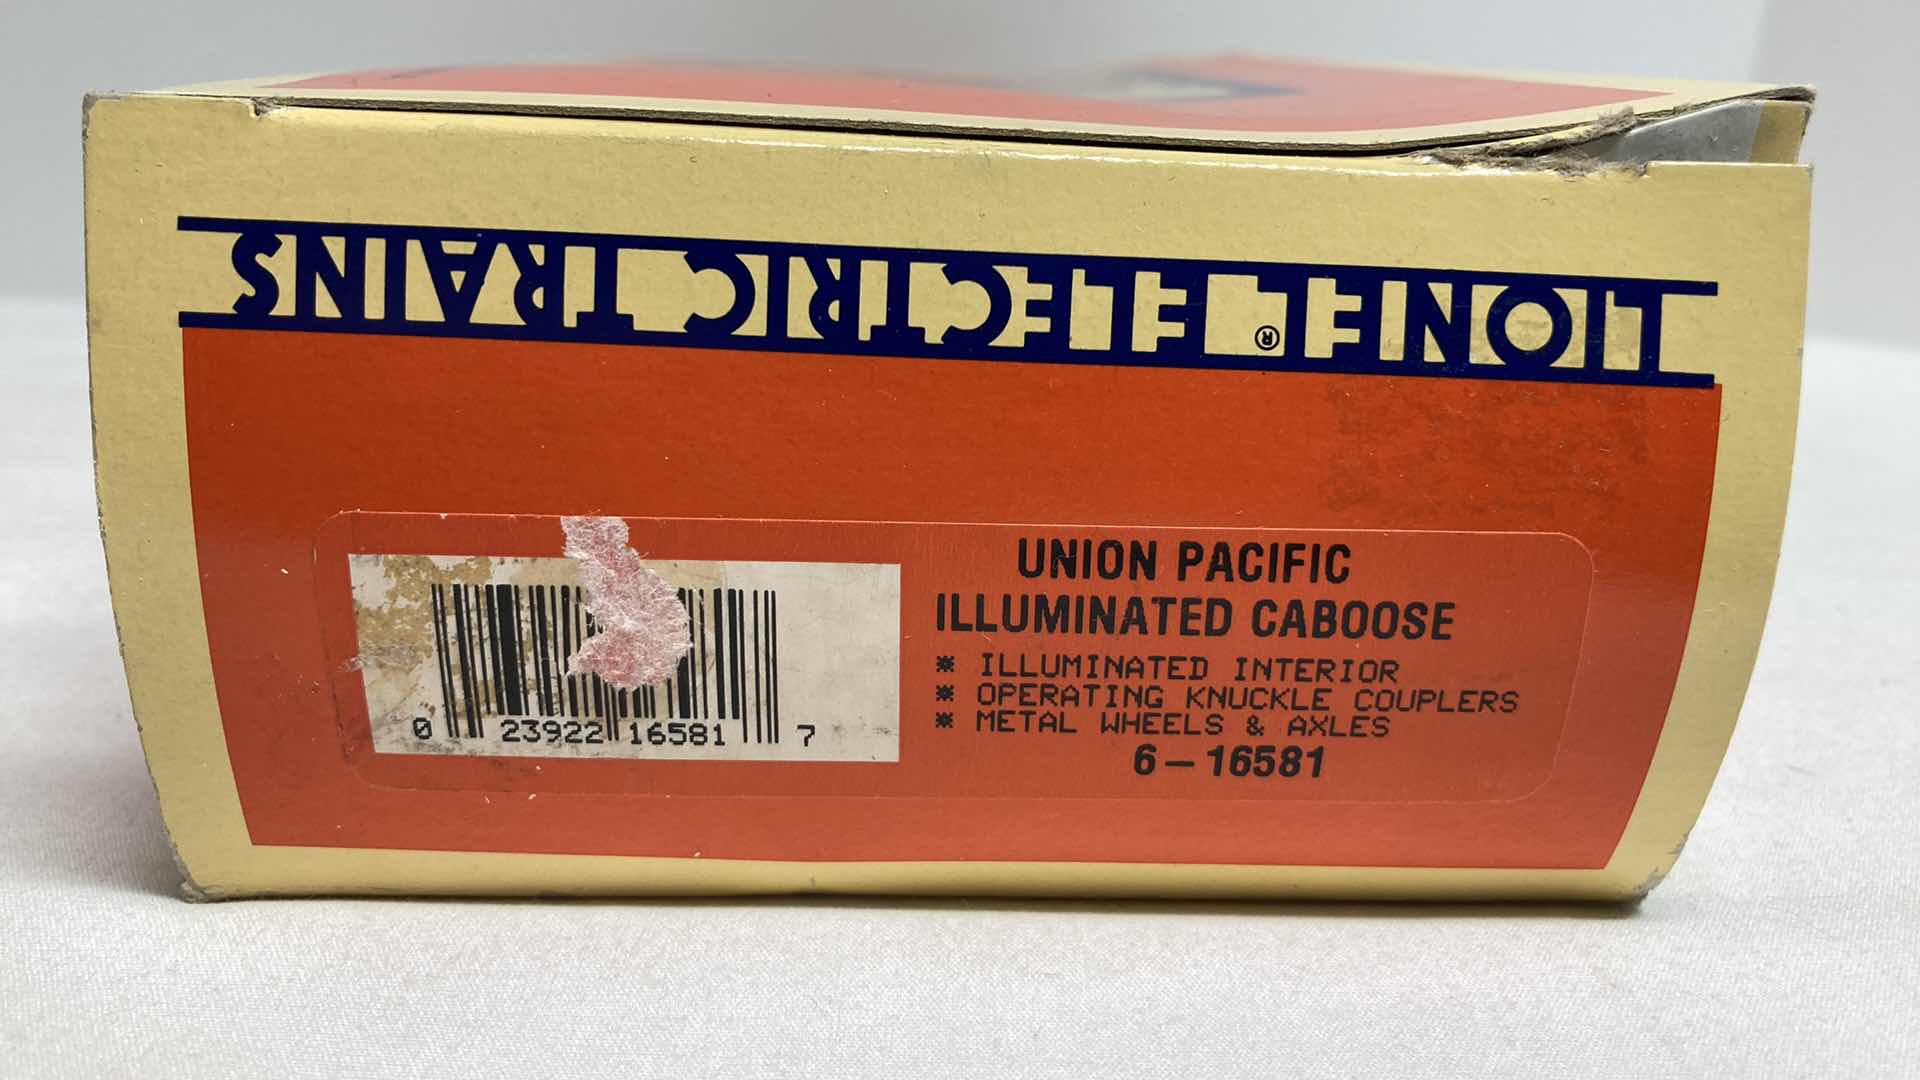 LIONEL® ELECTRIC TRAINS
UNION PACIFIC
ILLUMINATED CABOOSE
* ILLUMINATED INTERIOR
* OPERATING KNUCKLE COUPLERS
* METAL WHEELS & AXLES
6-16581
0 23922 16581 7